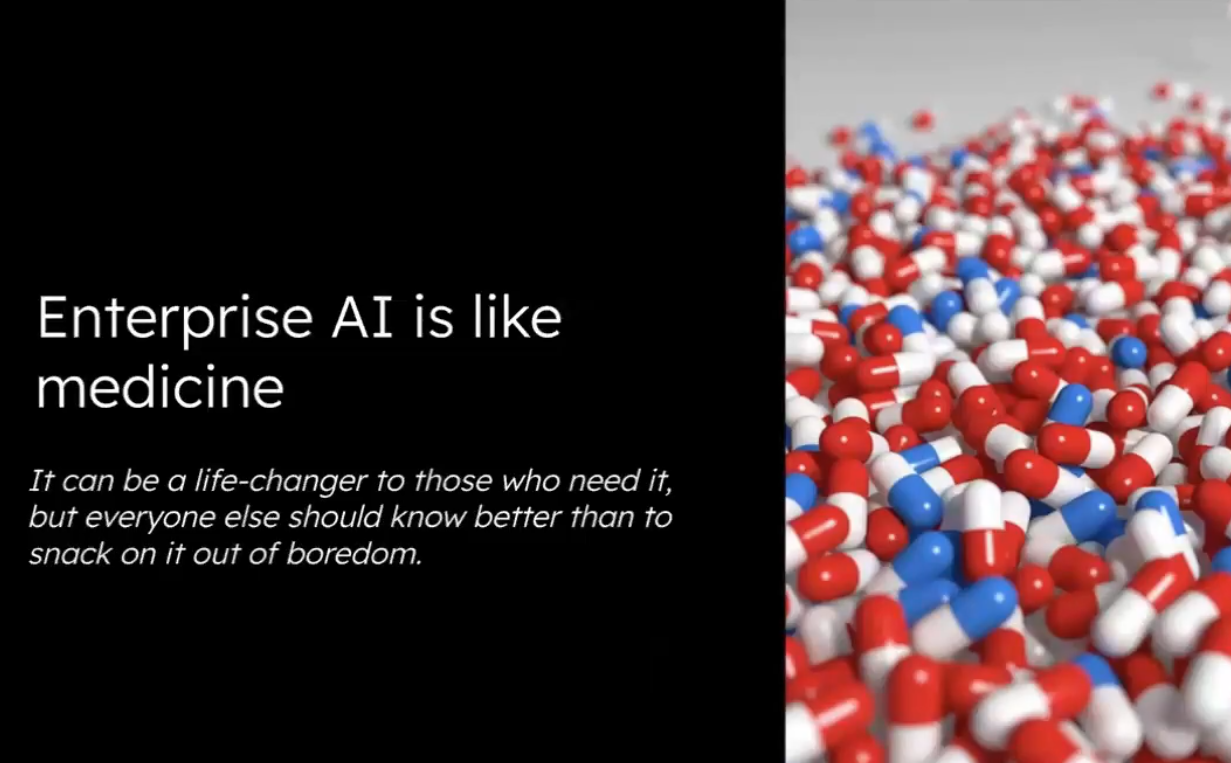 Enterprise AI is like
medicine
It can be a life-changer to those who need it,
but everyone else should know better than to
snack on it out of boredom.